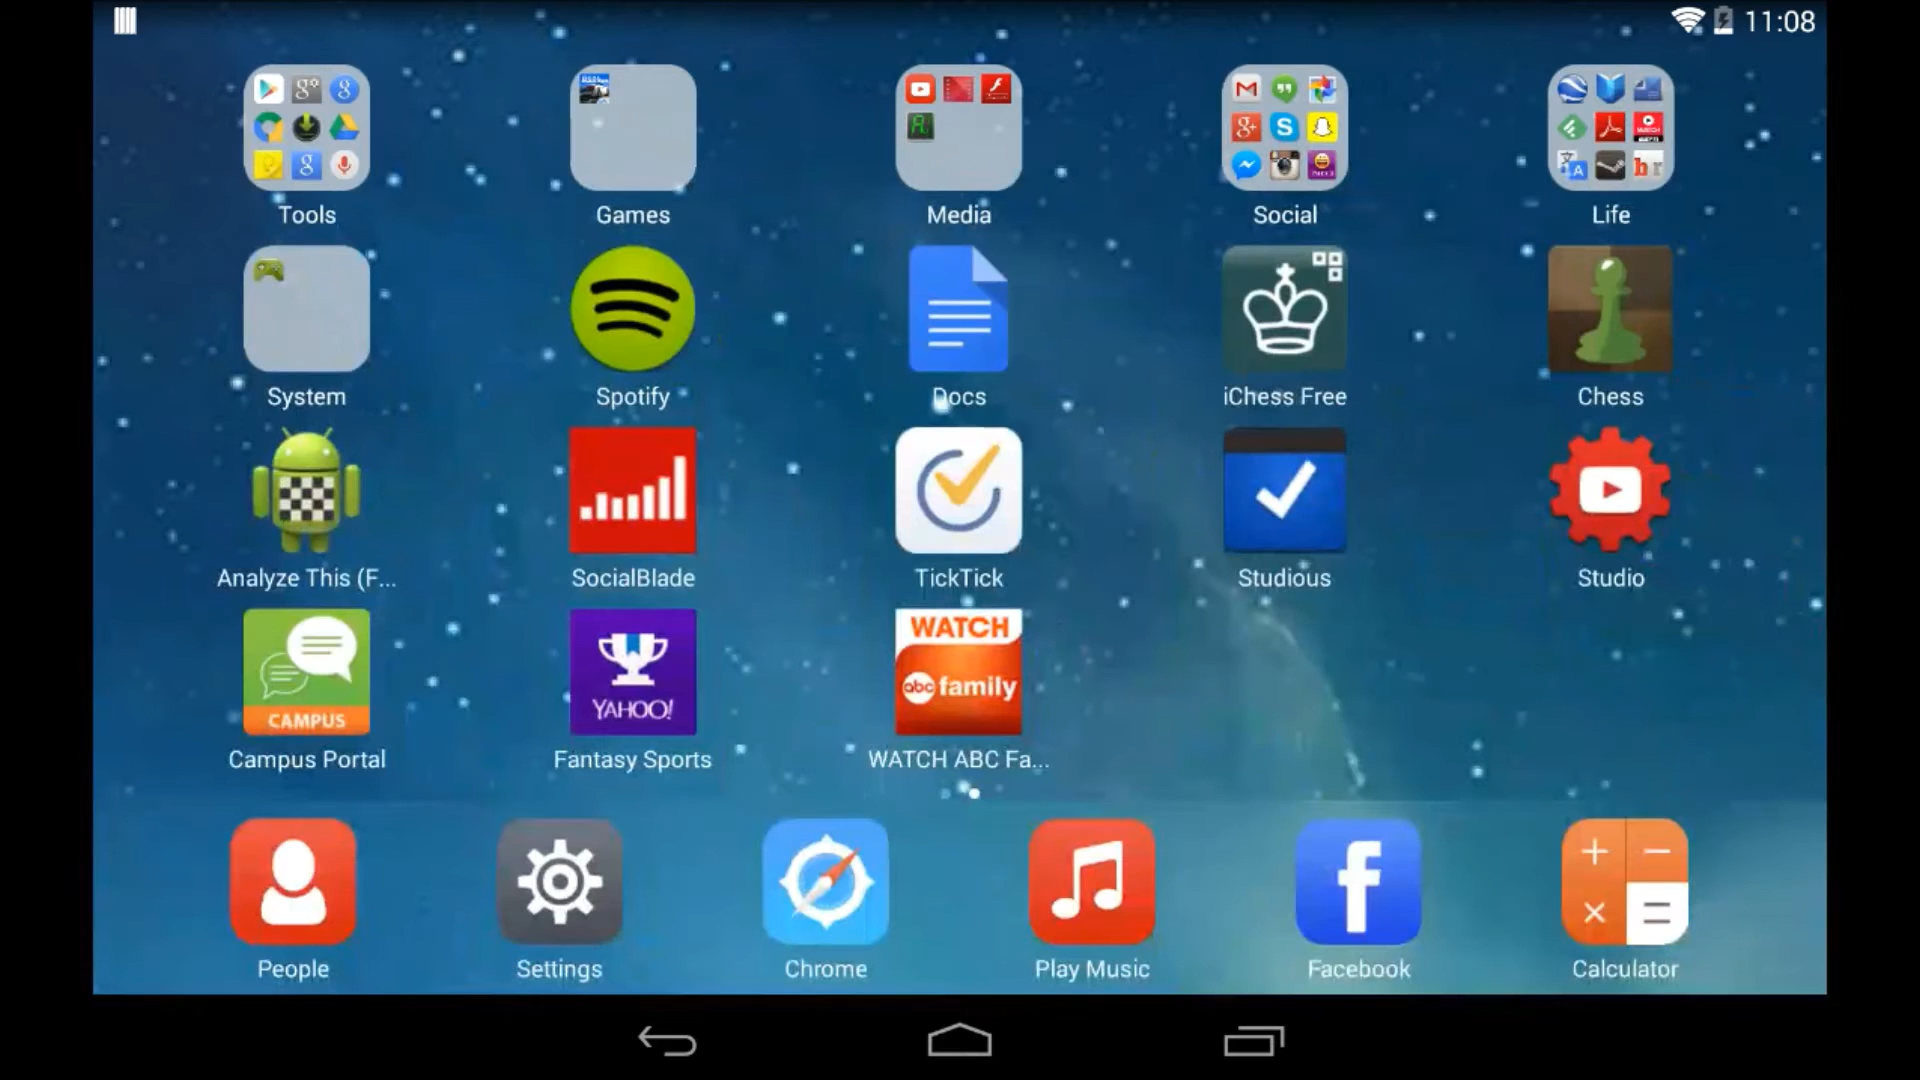 11:08
Tools
Games
Media
Social
Life
System
Spotify
Docs
iChess Free
Chess
Analyze This (F...
SocialBlade
TickTick
Studious
Studio
CAMPUS
YAHOO!
WATCH
abc family
Campus Portal
Fantasy Sports
WATCH ABC Fa...
People
Settings
Chrome
Play Music
Facebook
Calculator